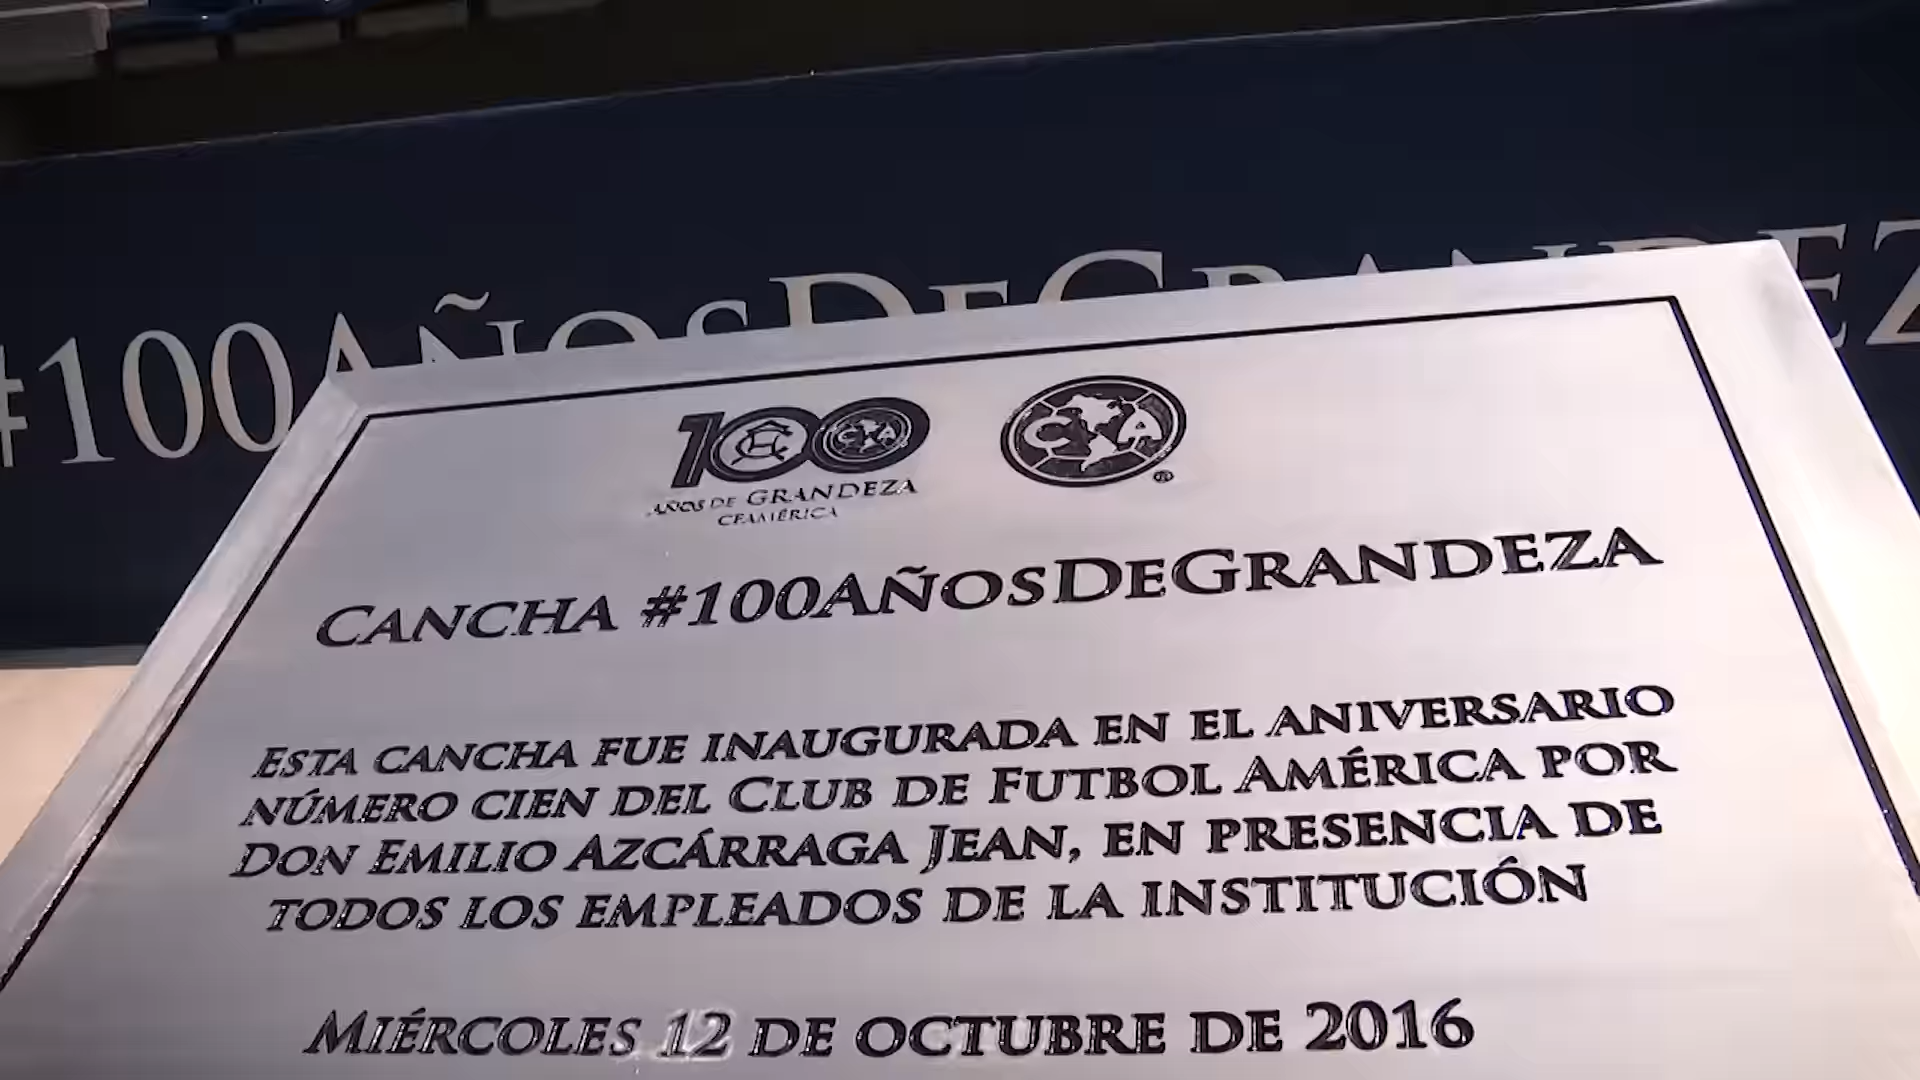 #100AÑOSDEGRANDEZ
100
AÑOS DE GRANDEZA
CFAMÉRICA
CA
®
CANCHA #100AÑOSDEGRANDEZA
ESTA CANCHA FUE INAUGURADA EN EL ANIVERSARIO
NÚMERO CIEN DEL CLUB DE FUTBOL AMÉRICA POR
DON EMILIO AZCÁRRAGA JEAN, EN PRESENCIA DE
TODOS LOS EMPLEADOS DE LA INSTITUCIÓN
MIÉRCOLES 12 DE OCTUBRE DE 2016